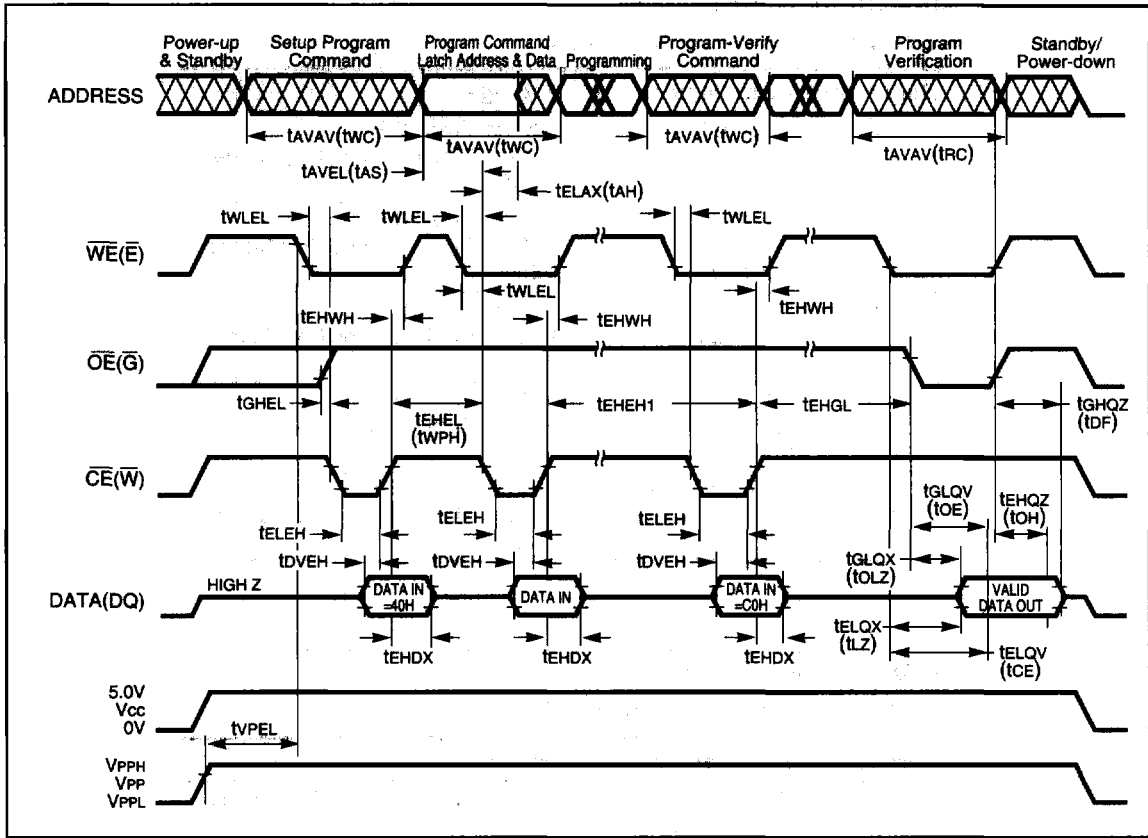 Power-up
& Standby
Setup Program
Command
Program Command
Latch Address & Data
Programming
Program-Verify
Command
Program
Verification
Standby/
Power-down
ADDRESS
tAVAV(tWC)
tAVAV(tWC)
tAVAV(tWC)
tAVAV(tRC)
tAVEL(tAS)
tELAX(tAH)
tWLEL
tWLEL
tWLEL
WE(E)
tWLEL
tEHWH
tEHWH
tEHWH
OE(G)
tGHEL
tEHEL
(tWPH)
tEHEH1
tEHGL
tGHQZ
(tDF)
CE(W)
tELEH
tELEH
tELEH
tGLQV
(tOE)
tEHQZ
(tOH)
tDVEH
tDVEH
tDVEH
tGLQX
(tOLZ)
DATA(DQ)
HIGH Z
DATA IN
=40H
DATA IN
DATA IN
=C0H
VALID
DATA OUT
tEHDX
tEHDX
tEHDX
tELQX
(tLZ)
tELQV
(tCE)
5.0V
Vcc
0V
tVPEL
VPPH
VPP
VPPL